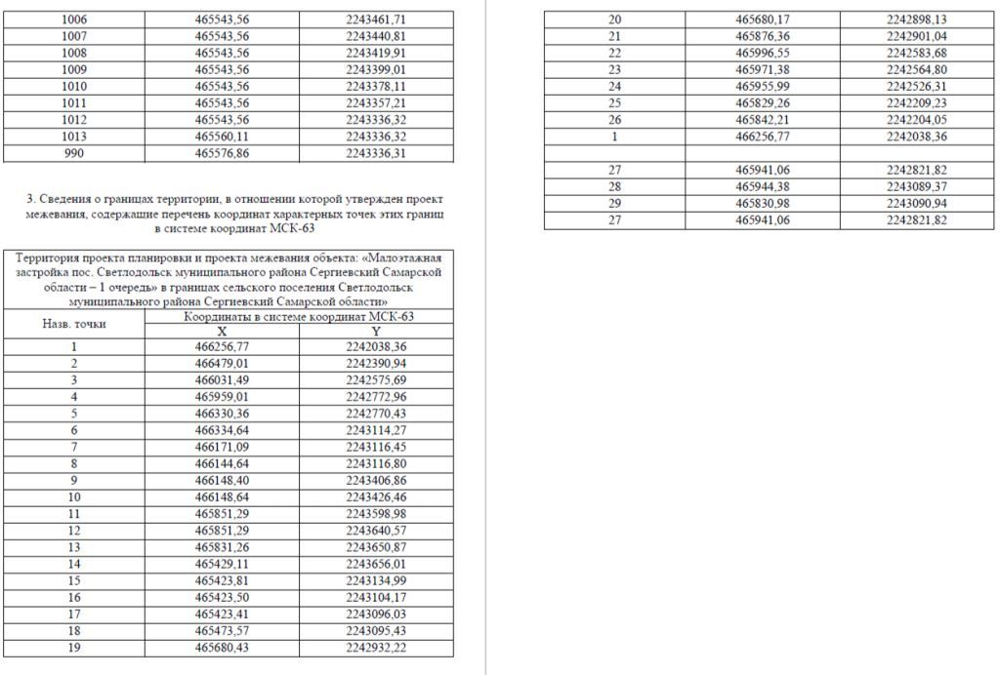 1006 465543,56 2243461,71
1007 465543,56 2243440,81
1008 465543,56 2243419,91
1009 465543,56 2243399,01
1010 465543,56 2243378,11
1011 465543,56 2243357,21
1012 465543,56 2243336,32
1013 465560,11 2243336,32
990 465576,86 2243336,31
3. Сведения о границах территории, в отношении которой утвержден проект
межевания, содержащие перечень координат характерных точек этих границ
в системе координат МСК-63
Территория проекта планировки и проекта межевания объекта: «Малоэтажная
застройка пос. Светлодольск муниципального района Сергиевский Самарской
области – 1 очередь» в границах сельского поселения Светлодольск
муниципального района Сергиевский Самарской области»
Назв. точки Координаты в системе координат МСК-63
X Y
1 466256,77 2242038,36
2 466479,01 2242390,94
3 466031,49 2242575,69
4 465959,01 2242772,96
5 466330,36 2242770,43
6 466334,64 2243114,27
7 466171,09 2243116,45
8 466144,64 2243116,80
9 466148,40 2243406,86
10 466148,64 2243426,46
11 465851,29 2243598,98
12 465851,29 2243640,57
13 465831,26 2243650,87
14 465429,11 2243656,01
15 465423,81 2243134,99
16 465423,50 2243104,17
17 465423,41 2243096,03
18 465473,57 2243095,43
19 465680,43 2242932,22
20 465680,17 2242898,13
21 465876,36 2242901,04
22 465996,55 2242583,68
23 465971,38 2242564,80
24 465955,99 2242526,31
25 465829,26 2242209,23
26 465842,21 2242204,05
1 466256,77 2242038,36
27 465941,06 2242821,82
28 465944,38 2243089,37
29 465830,98 2243090,94
27 465941,06 2242821,82